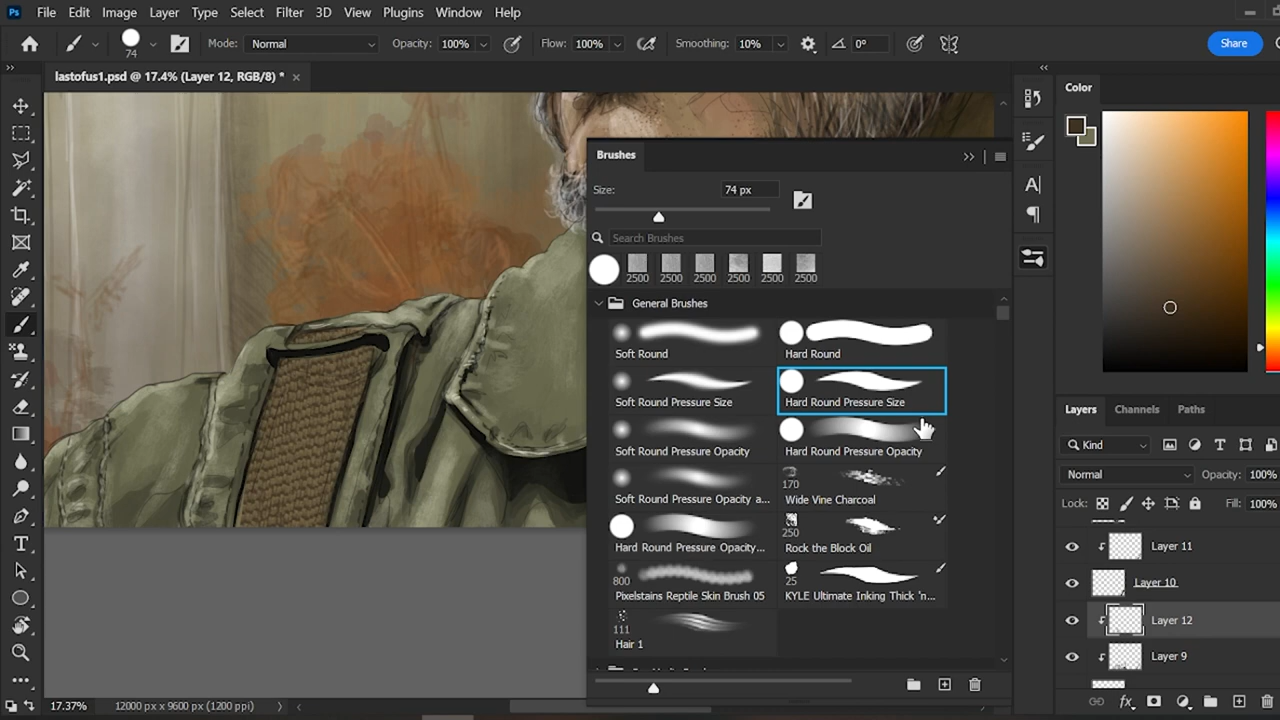 Ps File Edit Image Layer Type Select Filter 3D View Plugins Window Help
74 Mode: Normal Opacity: 100% Flow: 100% Smoothing: 10% 0° Share
lastofus1.psd @ 17.4% (Layer 12, RGB/8) *
Color
Brushes
Size: 74 px
Search Brushes
2500 2500 2500 2500 2500 2500
General Brushes
Soft Round Hard Round
Soft Round Pressure Size Hard Round Pressure Size
Soft Round Pressure Opacity Hard Round Pressure Opacity
170
Soft Round Pressure Opacity a... Wide Vine Charcoal
250
Hard Round Pressure Opacity... Rock the Block Oil
800 25
Pixelstains Reptile Skin Brush 05 KYLE Ultimate Inking Thick 'n...
111
Hair 1
Layers Channels Paths
Kind
Normal Opacity: 100%
Lock: Fill: 100%
Layer 11
Layer 10
Layer 12
Layer 9
fx
17.37% 12000 px x 9600 px (1200 ppi)